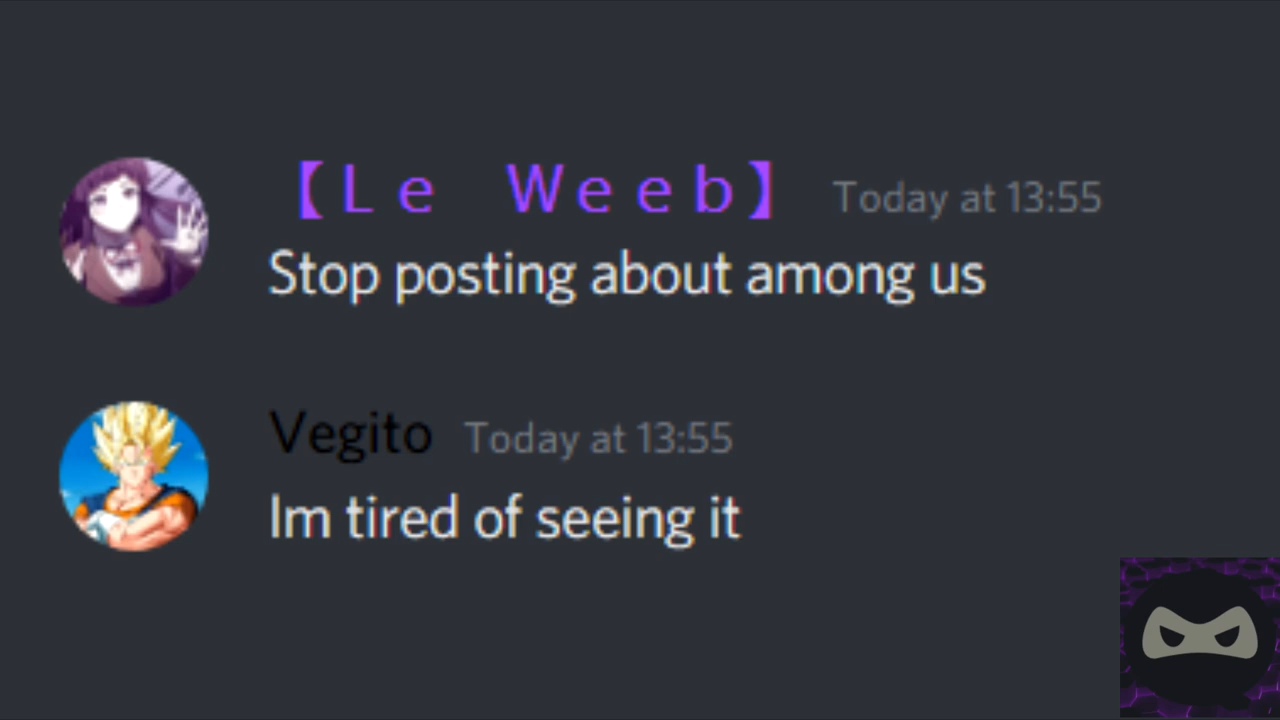 【Ｌｅ　Ｗｅｅｂ】 Today at 13:55
Stop posting about among us
Vegito Today at 13:55
Im tired of seeing it